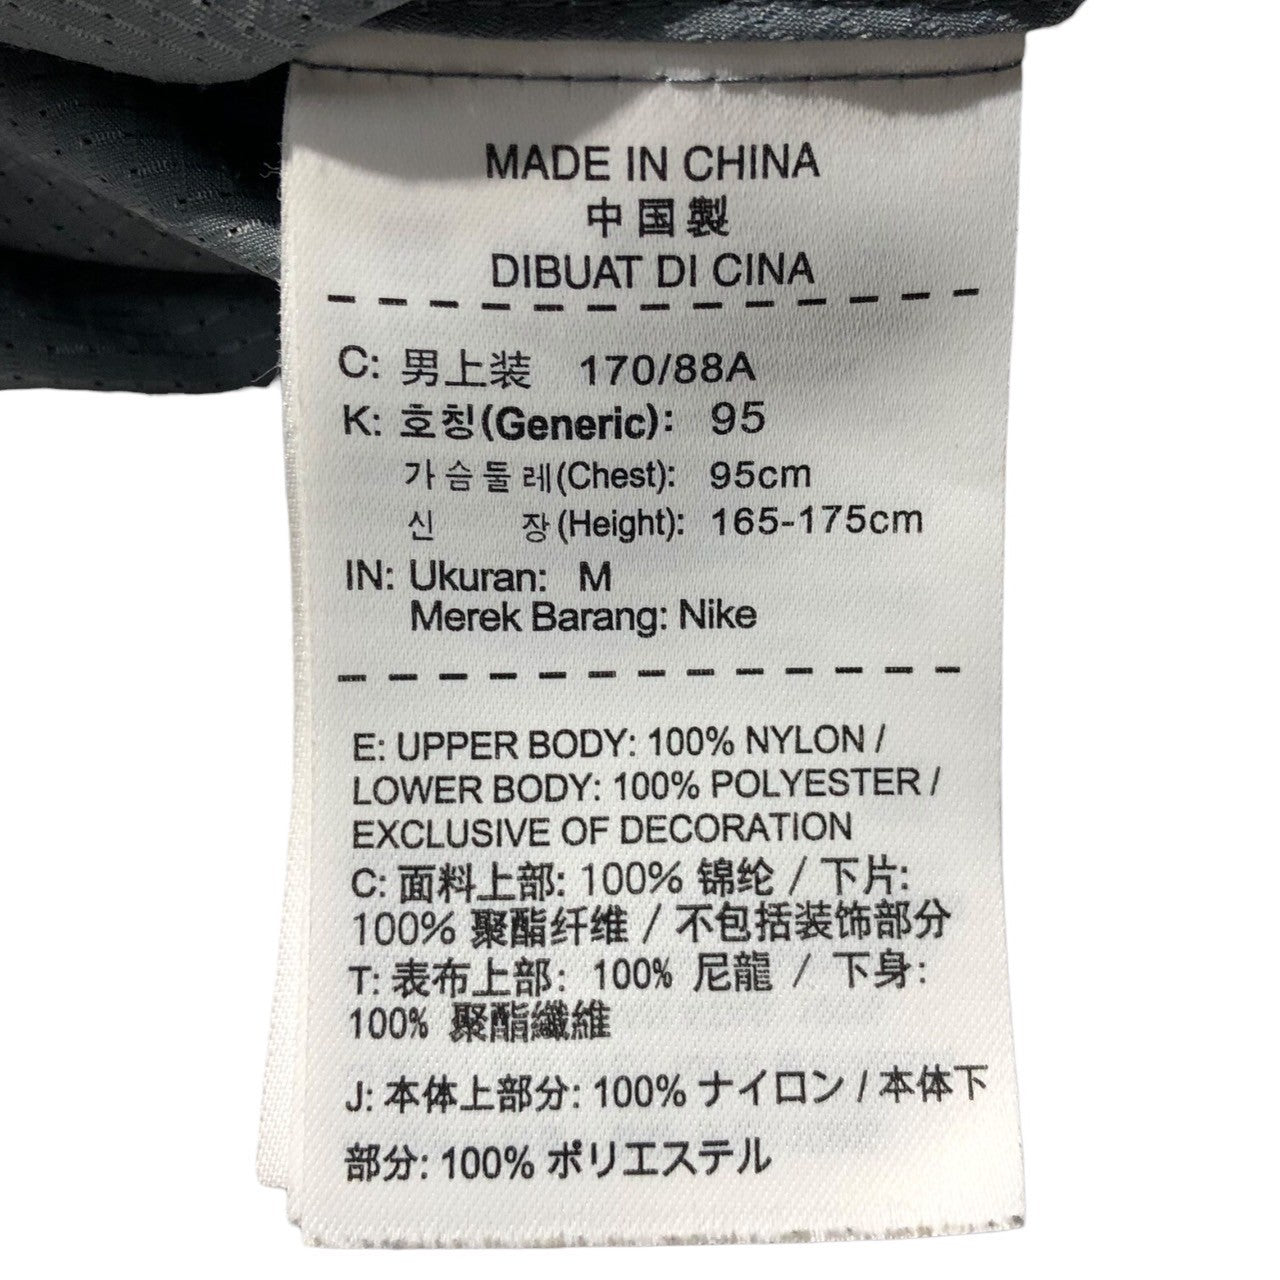 MADE IN CHINA
中国製
DIBUAT DI CINA
C: 男上装 170/88A
K: 호칭(Generic): 95
가슴둘레(Chest): 95cm
신 장(Height): 165-175cm
IN: Ukuran: M
Merek Barang: Nike
E: UPPER BODY: 100% NYLON /
LOWER BODY: 100% POLYESTER /
EXCLUSIVE OF DECORATION
C: 面料上部: 100% 锦纶 / 下片:
100% 聚酯纤维 / 不包括装饰部分
T: 表布上部: 100% 尼龍 / 下身:
100% 聚酯纖維
J: 本体上部分: 100% ナイロン / 本体下
部分: 100% ポリエステル